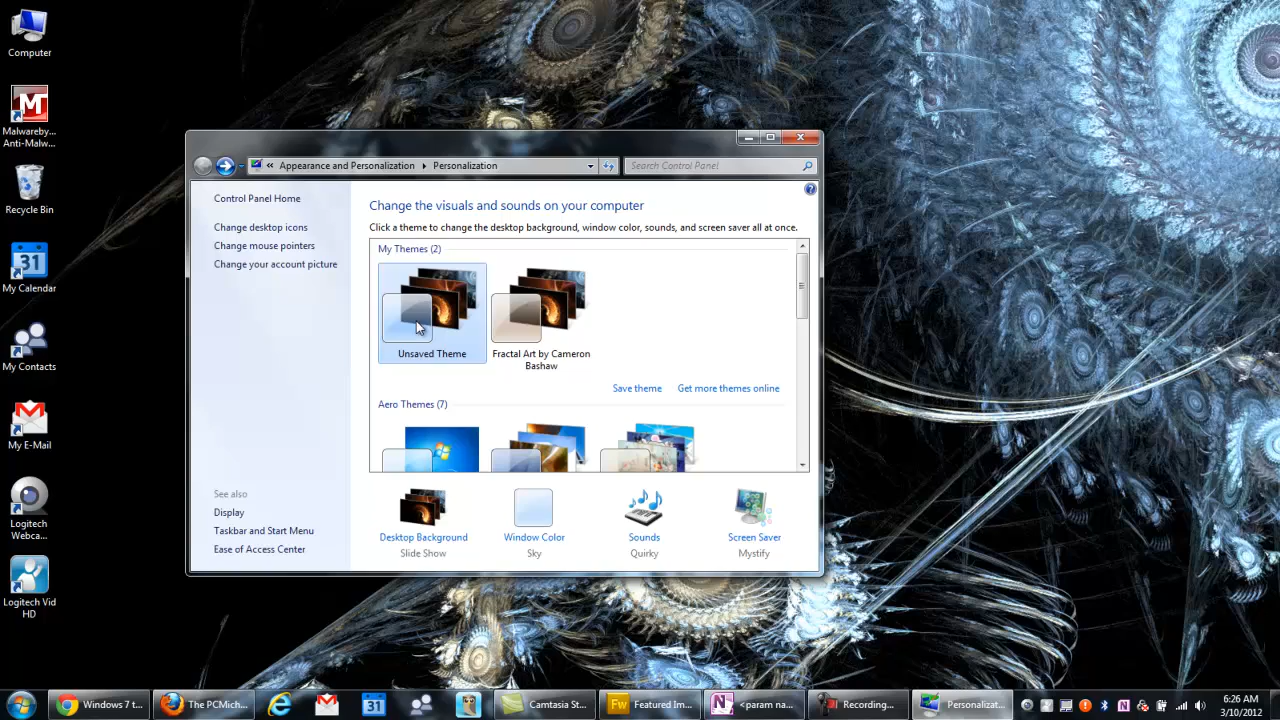 Computer
Malwareby...
Anti-Malw...
Recycle Bin
31
My Calendar
My Contacts
My E-Mail
Logitech
Webca...
Logitech Vid
HD
«
Appearance and Personalization
Personalization
Search Control Panel
Control Panel Home
Change desktop icons
Change mouse pointers
Change your account picture
See also
Display
Taskbar and Start Menu
Ease of Access Center
Change the visuals and sounds on your computer
Click a theme to change the desktop background, window color, sounds, and screen saver all at once.
My Themes (2)
Unsaved Theme
Fractal Art by Cameron
Bashaw
Save theme
Get more themes online
Aero Themes (7)
Desktop Background
Slide Show
Window Color
Sky
Sounds
Quirky
Screen Saver
Mystify
Windows 7 t...
The PCMich...
31
Camtasia St...
Fw
Featured Im...
<param na...
Recording...
Personalizat...
6:26 AM
3/10/2012